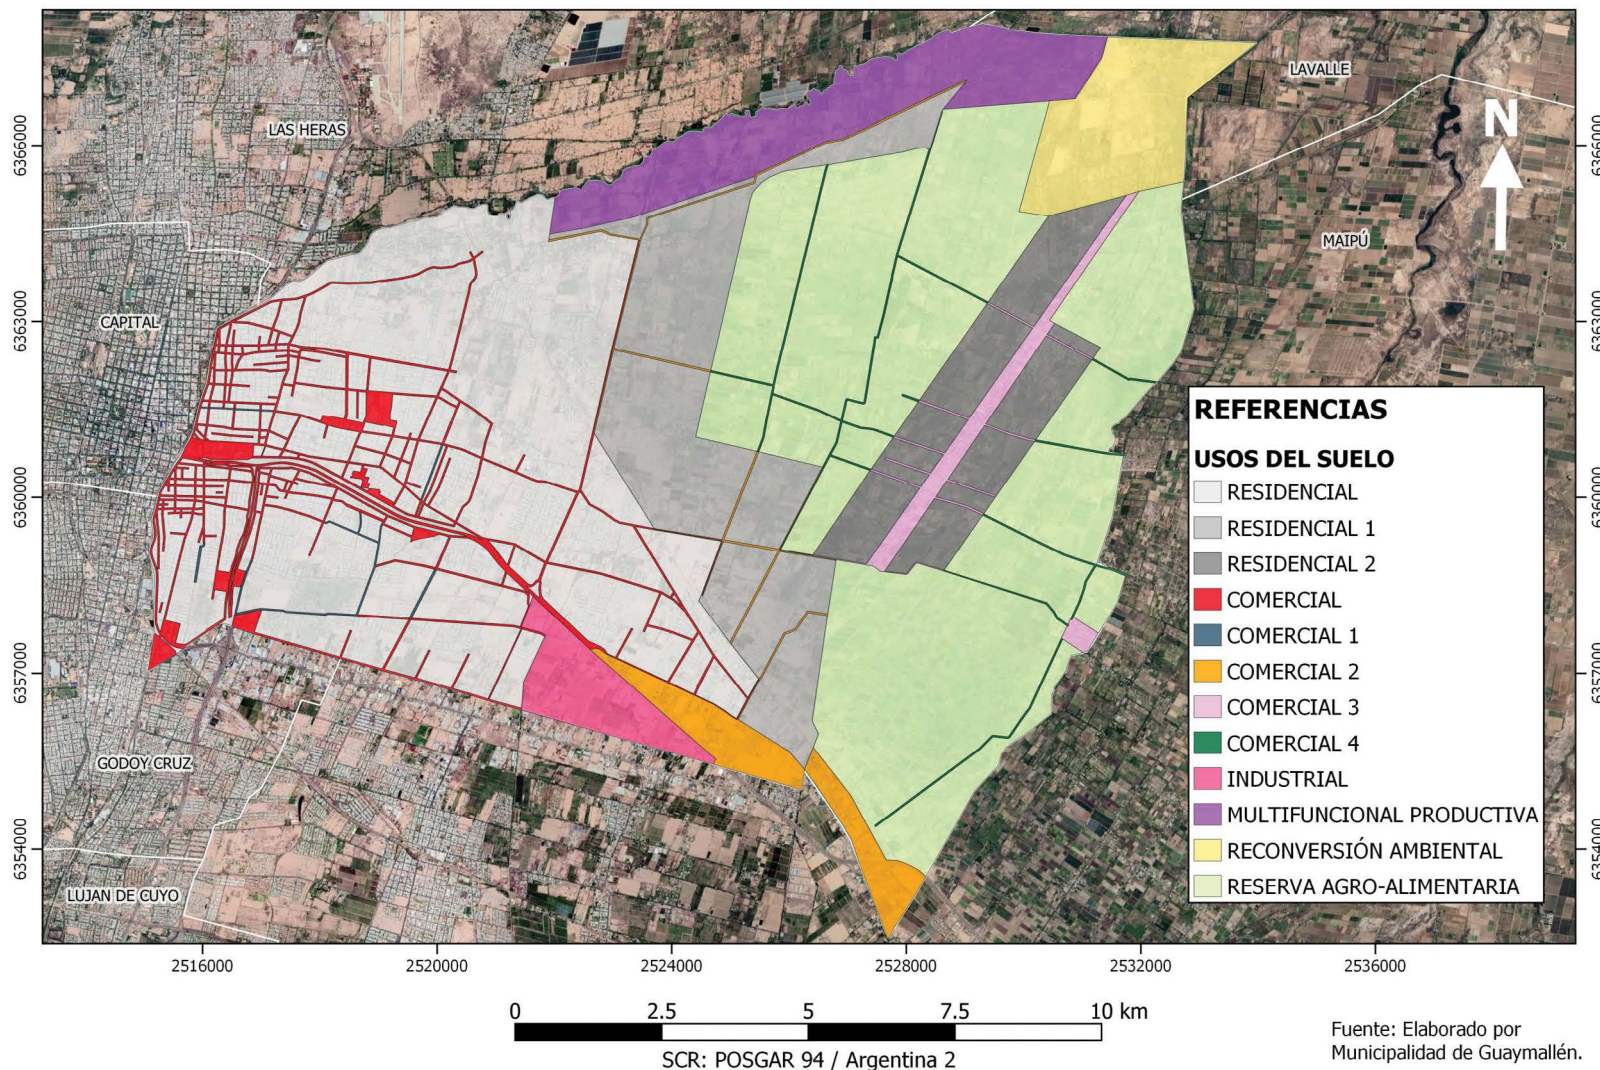 LAVALLE
LAS HERAS
N
MAIPÚ
CAPITAL
GODOY CRUZ
LUJAN DE CUYO
6366000
6363000
6360000
6357000
6354000
6366000
6363000
6360000
6357000
6354000
REFERENCIAS
USOS DEL SUELO
RESIDENCIAL
RESIDENCIAL 1
RESIDENCIAL 2
COMERCIAL
COMERCIAL 1
COMERCIAL 2
COMERCIAL 3
COMERCIAL 4
INDUSTRIAL
MULTIFUNCIONAL PRODUCTIVA
RECONVERSIÓN AMBIENTAL
RESERVA AGRO-ALIMENTARIA
2516000 2520000 2524000 2528000 2532000 2536000
0 2.5 5 7.5 10 km
SCR: POSGAR 94 / Argentina 2
Fuente: Elaborado por
Municipalidad de Guaymallén.